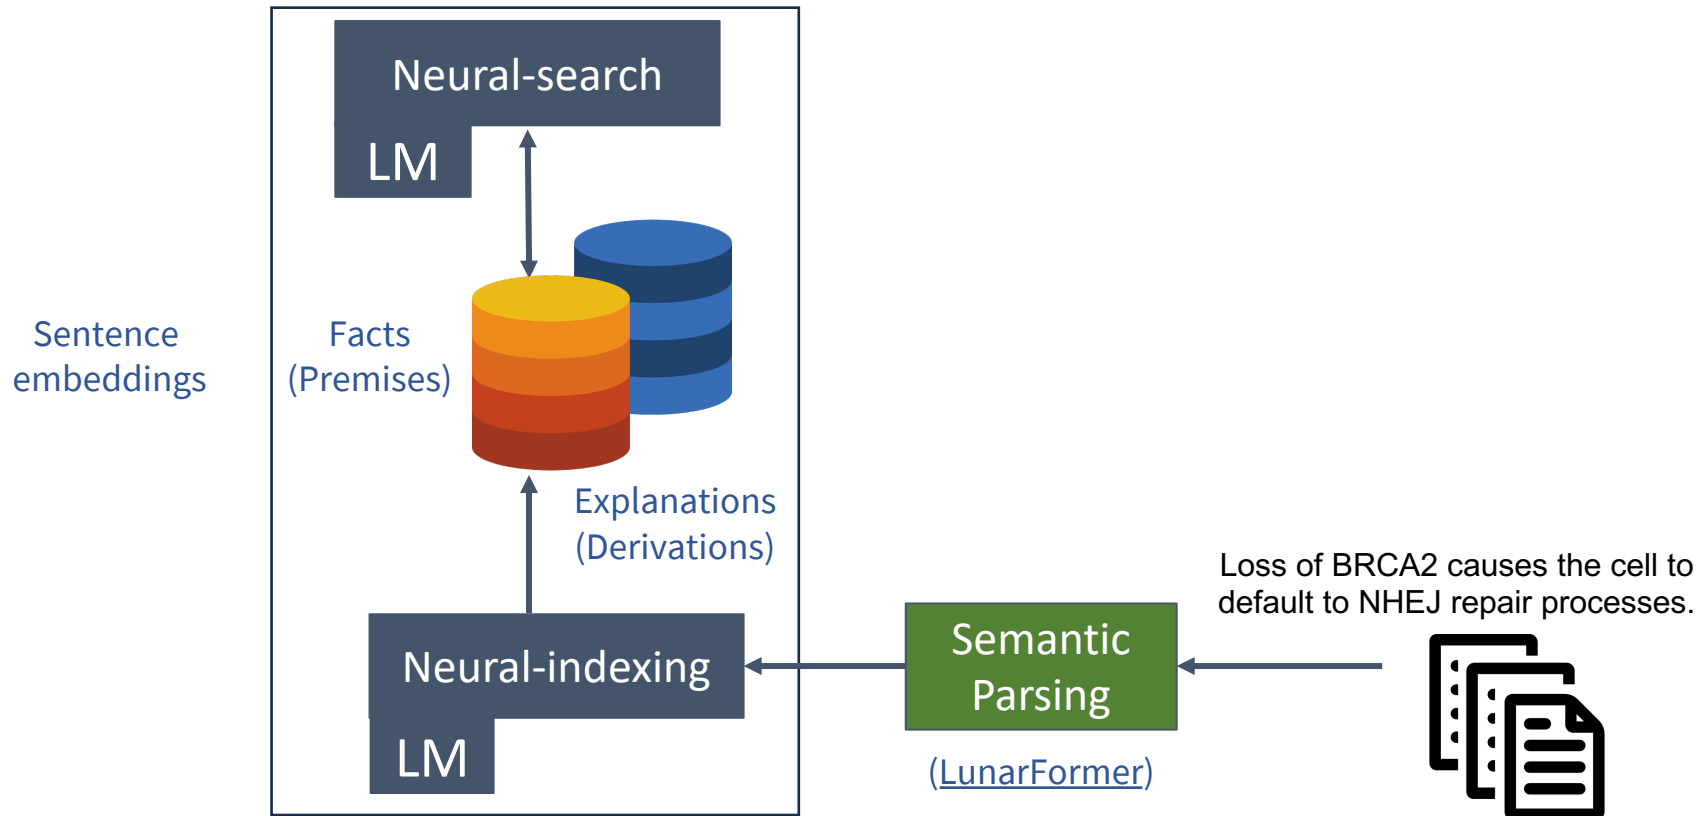 Neural-search
LM
Sentence
embeddings
Facts
(Premises)
Explanations
(Derivations)
Neural-indexing
LM
Semantic
Parsing
(LunarFormer)
Loss of BRCA2 causes the cell to
default to NHEJ repair processes.